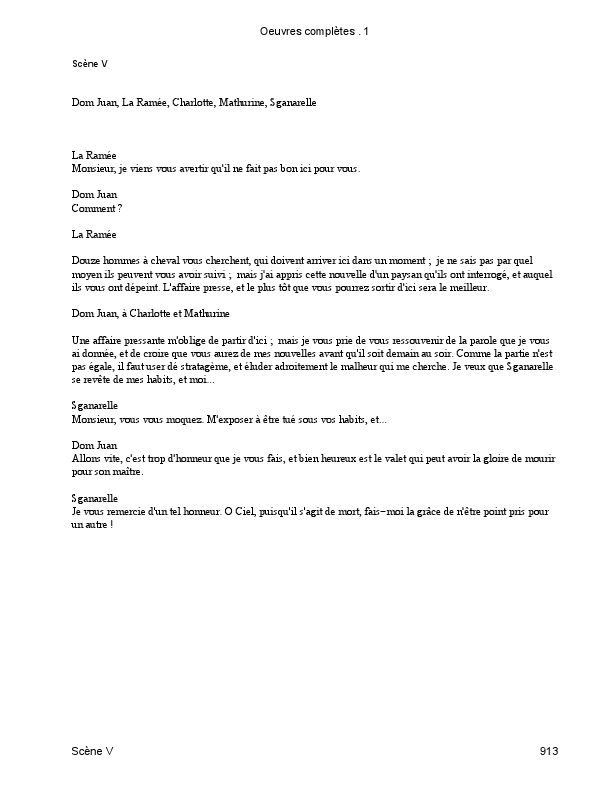 Oeuvres complètes . 1
Scène V
Dom Juan, La Ramée, Charlotte, Mathurine, Sganarelle
La Ramée
Monsieur, je viens vous avertir qu'il ne fait pas bon ici pour vous.
Dom Juan
Comment ?
La Ramée
Douze hommes à cheval vous cherchent, qui doivent arriver ici dans un moment ; je ne sais pas par quel
moyen ils peuvent vous avoir suivi ; mais j'ai appris cette nouvelle d'un paysan qu'ils ont interrogé, et auquel
ils vous ont dépeint. L'affaire presse, et le plus tôt que vous pourrez sortir d'ici sera le meilleur.
Dom Juan, à Charlotte et Mathurine
Une affaire pressante m'oblige de partir d'ici ; mais je vous prie de vous ressouvenir de la parole que je vous
ai donnée, et de croire que vous aurez de mes nouvelles avant qu'il soit demain au soir. Comme la partie n'est
pas égale, il faut user dé stratagème, et éluder adroitement le malheur qui me cherche. Je veux que Sganarelle
se revête de mes habits, et moi...
Sganarelle
Monsieur, vous vous moquez. M'exposer à être tué sous vos habits, et...
Dom Juan
Allons vite, c'est trop d'honneur que je vous fais, et bien heureux est le valet qui peut avoir la gloire de mourir
pour son maître.
Sganarelle
Je vous remercie d'un tel honneur. O Ciel, puisqu'il s'agit de mort, fais−moi la grâce de n'être point pris pour
un autre !
Scène V 913